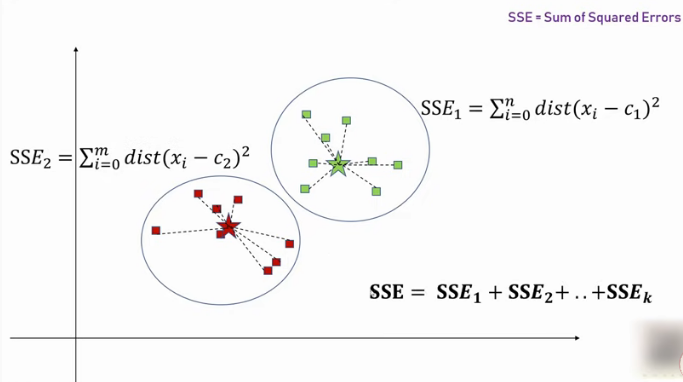 SSE = Sum of Squared Errors
SSE₁ = ∑ⁿᵢ₌₀ dist(xᵢ − c₁)²
SSE₂ = ∑ᵐᵢ₌₀ dist(xᵢ − c₂)²
SSE = SSE₁ + SSE₂+ . . +SSEₖ